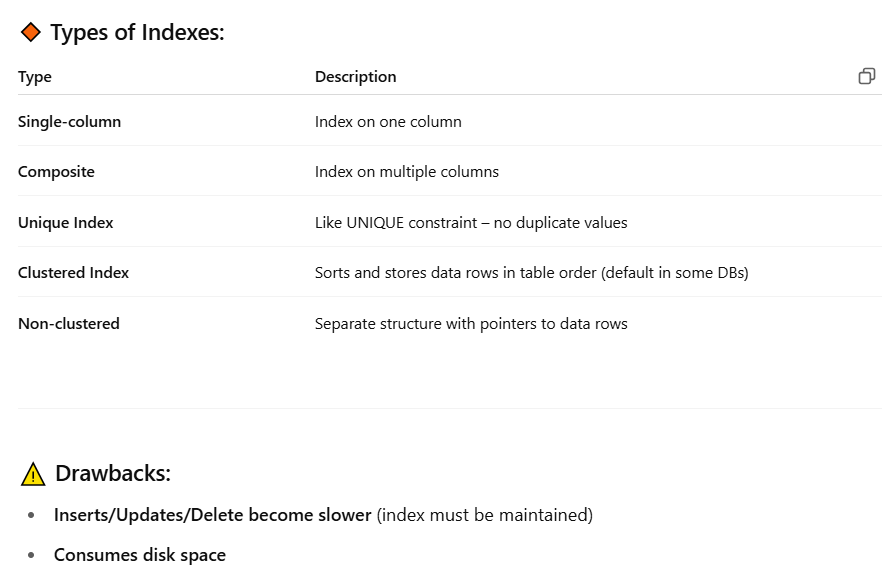 Types of Indexes:
Type Description
Single-column Index on one column
Composite Index on multiple columns
Unique Index Like UNIQUE constraint – no duplicate values
Clustered Index Sorts and stores data rows in table order (default in some DBs)
Non-clustered Separate structure with pointers to data rows
Drawbacks:
• Inserts/Updates/Delete become slower (index must be maintained)
• Consumes disk space